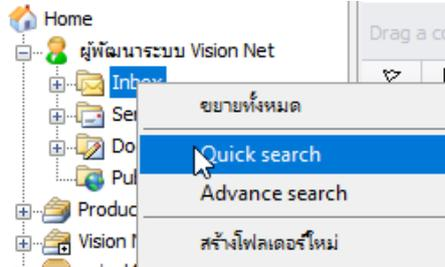 Home
Drag a co
ผู้พัฒนาระบบ Vision Net
Inbox
ขยายทั้งหมด
Quick search
Advance search
Produc
Vision N
สร้างโฟลเดอร์ใหม่